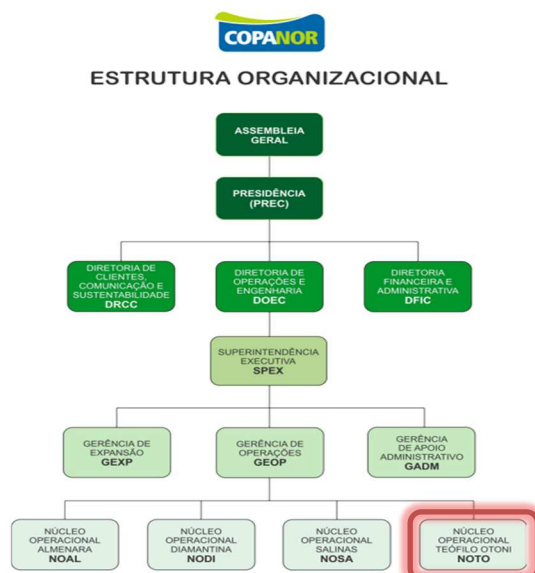 COPANOR
ESTRUTURA ORGANIZACIONAL
ASSEMBLEIA
GERAL
PRESIDÊNCIA
(PREC)
DIRETORIA DE
CLIENTES,
COMUNICAÇÃO E
SUSTENTABILIDADE
DRCC
DIRETORIA DE
OPERAÇÕES E
ENGENHARIA
DOEC
DIRETORIA
FINANCEIRA E
ADMINISTRATIVA
DFIC
SUPERINTENDÊNCIA
EXECUTIVA
SPEX
GERÊNCIA DE
EXPANSÃO
GEXP
GERÊNCIA DE
OPERAÇÕES
GEOP
GERÊNCIA
DE APOIO
ADMINISTRATIVO
GADM
NÚCLEO
OPERACIONAL
ALMENARA
NOAL
NÚCLEO
OPERACIONAL
DIAMANTINA
NODI
NÚCLEO
OPERACIONAL
SALINAS
NOSA
NÚCLEO
OPERACIONAL
TEÓFILO OTONI
NOTO